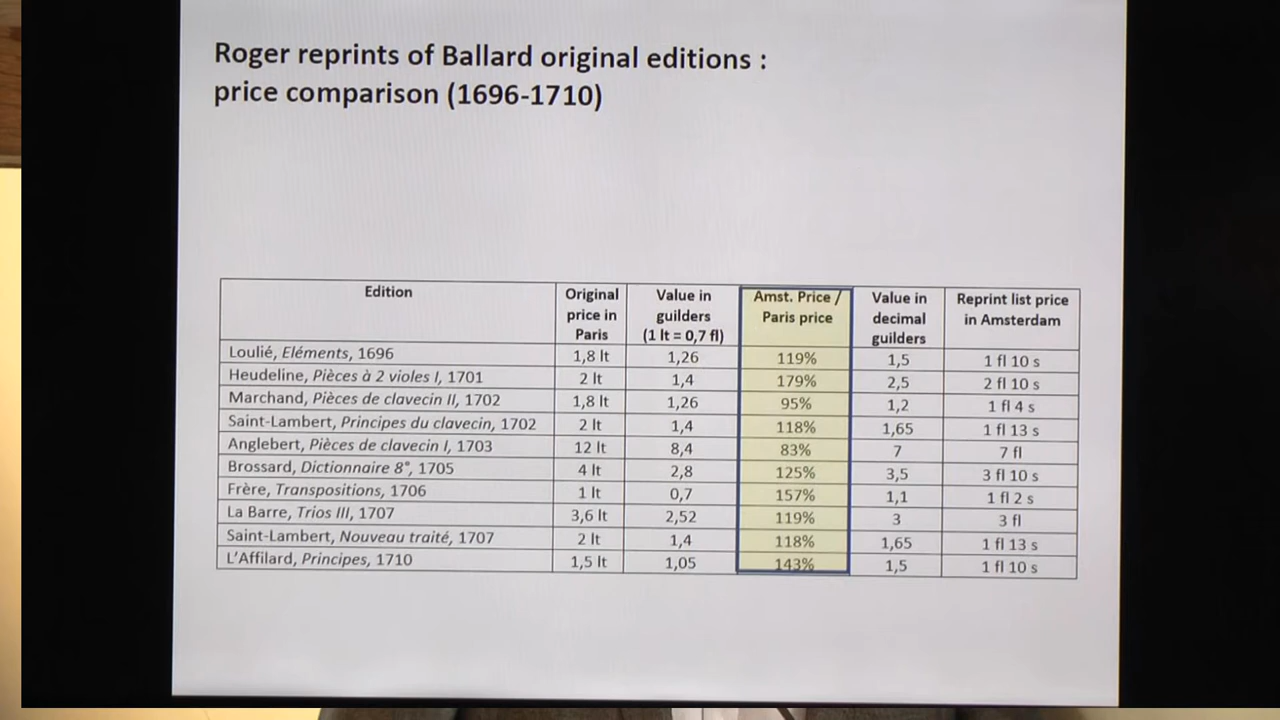 Roger reprints of Ballard original editions :
price comparison (1696-1710)
Edition Original price in Paris Value in guilders (1 lt = 0,7 fl) Amst. Price / Paris price Value in decimal guilders Reprint list price in Amsterdam
Loulié, Eléments, 1696 1,8 lt 1,26 119% 1,5 1 fl 10 s
Heudeline, Pièces à 2 violes I, 1701 2 lt 1,4 179% 2,5 2 fl 10 s
Marchand, Pièces de clavecin II, 1702 1,8 lt 1,26 95% 1,2 1 fl 4 s
Saint-Lambert, Principes du clavecin, 1702 2 lt 1,4 118% 1,65 1 fl 13 s
Anglebert, Pièces de clavecin I, 1703 12 lt 8,4 83% 7 7 fl
Brossard, Dictionnaire 8°, 1705 4 lt 2,8 125% 3,5 3 fl 10 s
Frère, Transpositions, 1706 1 lt 0,7 157% 1,1 1 fl 2 s
La Barre, Trios III, 1707 3,6 lt 2,52 119% 3 3 fl
Saint-Lambert, Nouveau traité, 1707 2 lt 1,4 118% 1,65 1 fl 13 s
L'Affilard, Principes, 1710 1,5 lt 1,05 143% 1,5 1 fl 10 s